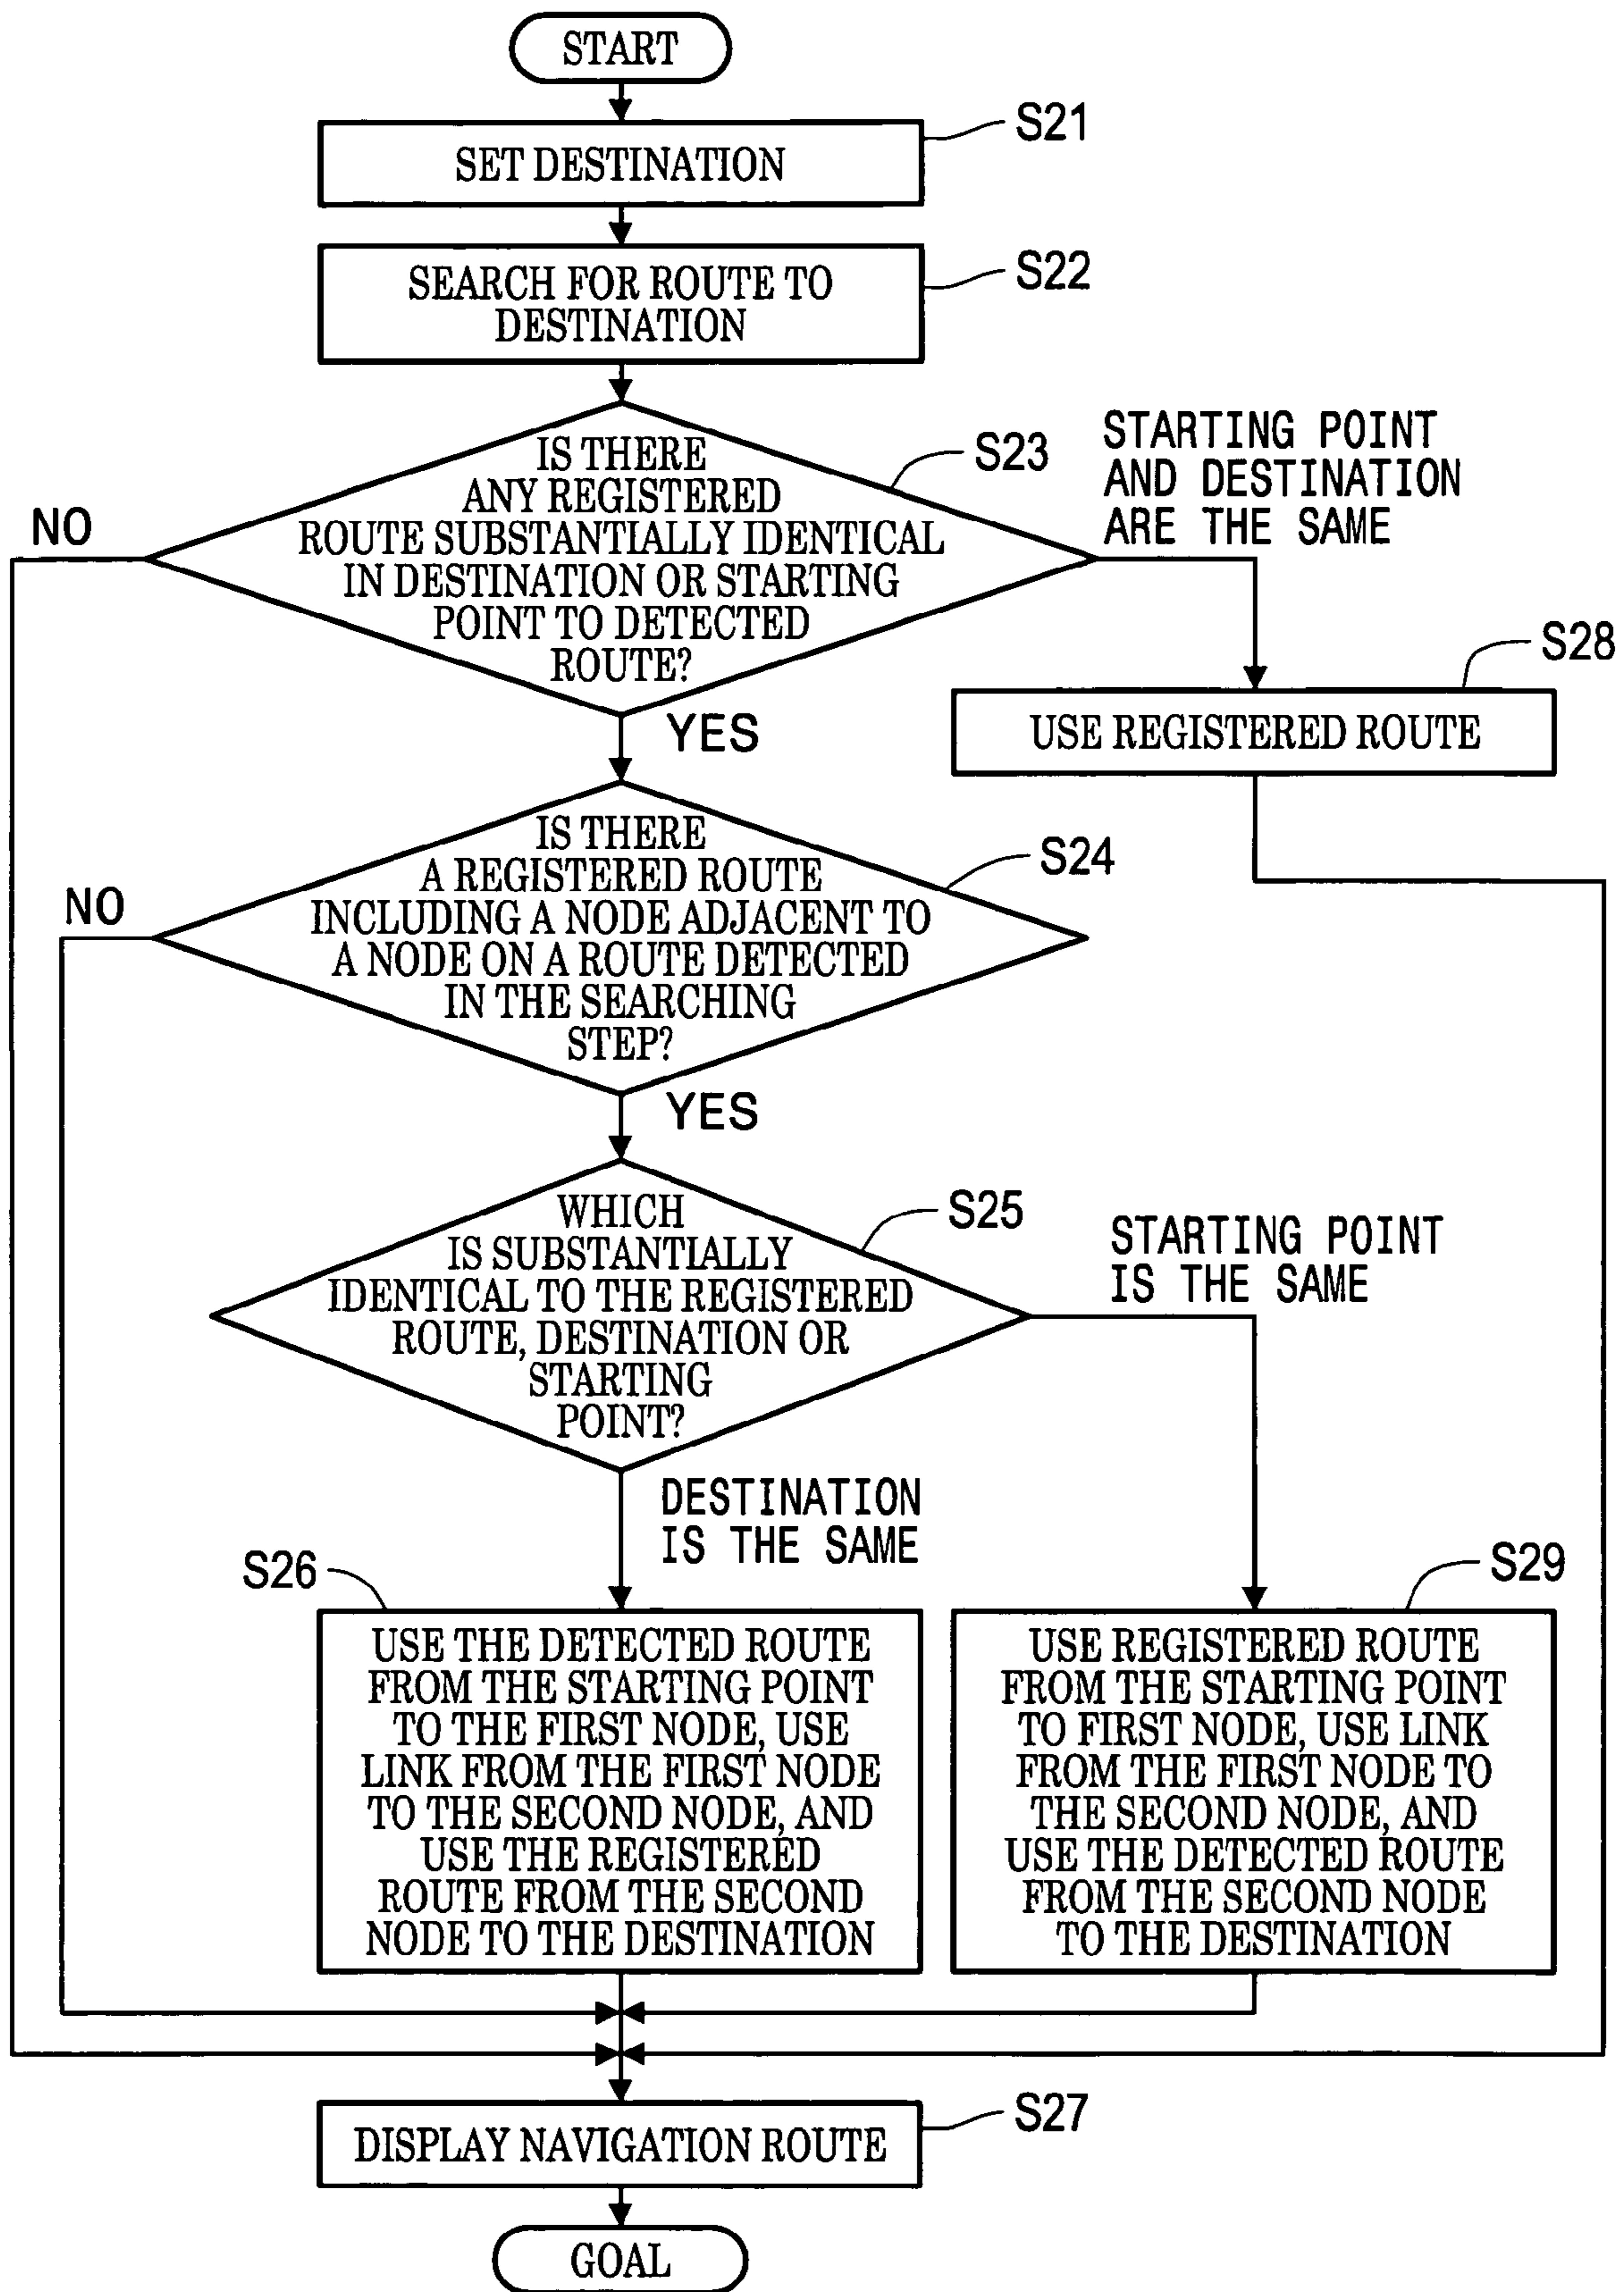 START
S21
SET DESTINATION
S22
SEARCH FOR ROUTE TO
DESTINATION
S23
IS THERE
ANY REGISTERED
ROUTE SUBSTANTIALLY IDENTICAL
IN DESTINATION OR STARTING
POINT TO DETECTED
ROUTE?
NO
STARTING POINT
AND DESTINATION
ARE THE SAME
S28
USE REGISTERED ROUTE
YES
S24
IS THERE
A REGISTERED ROUTE
INCLUDING A NODE ADJACENT TO
A NODE ON A ROUTE DETECTED
IN THE SEARCHING
STEP?
NO
YES
S25
WHICH
IS SUBSTANTIALLY
IDENTICAL TO THE REGISTERED
ROUTE, DESTINATION OR
STARTING
POINT?
STARTING POINT
IS THE SAME
DESTINATION
IS THE SAME
S26
USE THE DETECTED ROUTE
FROM THE STARTING POINT
TO THE FIRST NODE, USE
LINK FROM THE FIRST NODE
TO THE SECOND NODE, AND
USE THE REGISTERED
ROUTE FROM THE SECOND
NODE TO THE DESTINATION
S29
USE REGISTERED ROUTE
FROM THE STARTING POINT
TO FIRST NODE, USE LINK
FROM THE FIRST NODE TO
THE SECOND NODE, AND
USE THE DETECTED ROUTE
FROM THE SECOND NODE
TO THE DESTINATION
S27
DISPLAY NAVIGATION ROUTE
GOAL